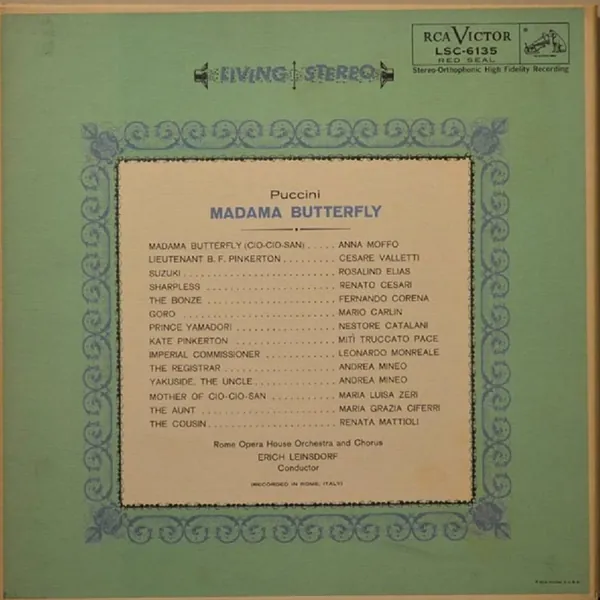 RCA VICTOR
LSC-6135
RED SEAL
Stereo-Orthophonic High Fidelity Recording
LIVING STEREO
Puccini
MADAMA BUTTERFLY
MADAMA BUTTERFLY (CIO-CIO-SAN) . . . . ANNA MOFFO
LIEUTENANT B. F. PINKERTON . . . . . . . . . CESARE VALLETTI
SUZUKI . . . . . . . . . . . . . . . . . . . . . . ROSALIND ELIAS
SHARPLESS . . . . . . . . . . . . . . . . . . . RENATO CESARI
THE BONZE . . . . . . . . . . . . . . . . . . . FERNANDO CORENA
GORO . . . . . . . . . . . . . . . . . . . . . . . MARIO CARLIN
PRINCE YAMADORI . . . . . . . . . . . . . . NESTORE CATALANI
KATE PINKERTON . . . . . . . . . . . . . . . MITÌ TRUCCATO PACE
IMPERIAL COMMISSIONER . . . . . . . . . . LEONARDO MONREALE
THE REGISTRAR . . . . . . . . . . . . . . . . ANDREA MINEO
YAKUSIDE, THE UNCLE . . . . . . . . . . . . ANDREA MINEO
MOTHER OF CIO-CIO-SAN . . . . . . . . . . MARIA LUISA ZERI
THE AUNT . . . . . . . . . . . . . . . . . . . . MARIA GRAZIA CIFERRI
THE COUSIN . . . . . . . . . . . . . . . . . . . RENATA MATTIOLI
Rome Opera House Orchestra and Chorus
ERICH LEINSDORF
Conductor
(RECORDED IN ROME, ITALY)